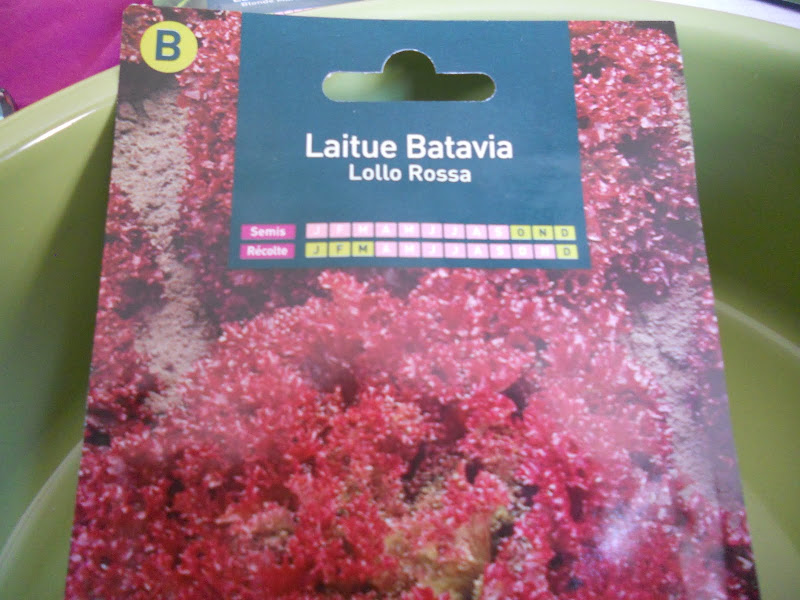 B
Laitue Batavia
Lollo Rossa
Semis J F M A M J J A S O N D
Récolte J F M A M J J A S O N D